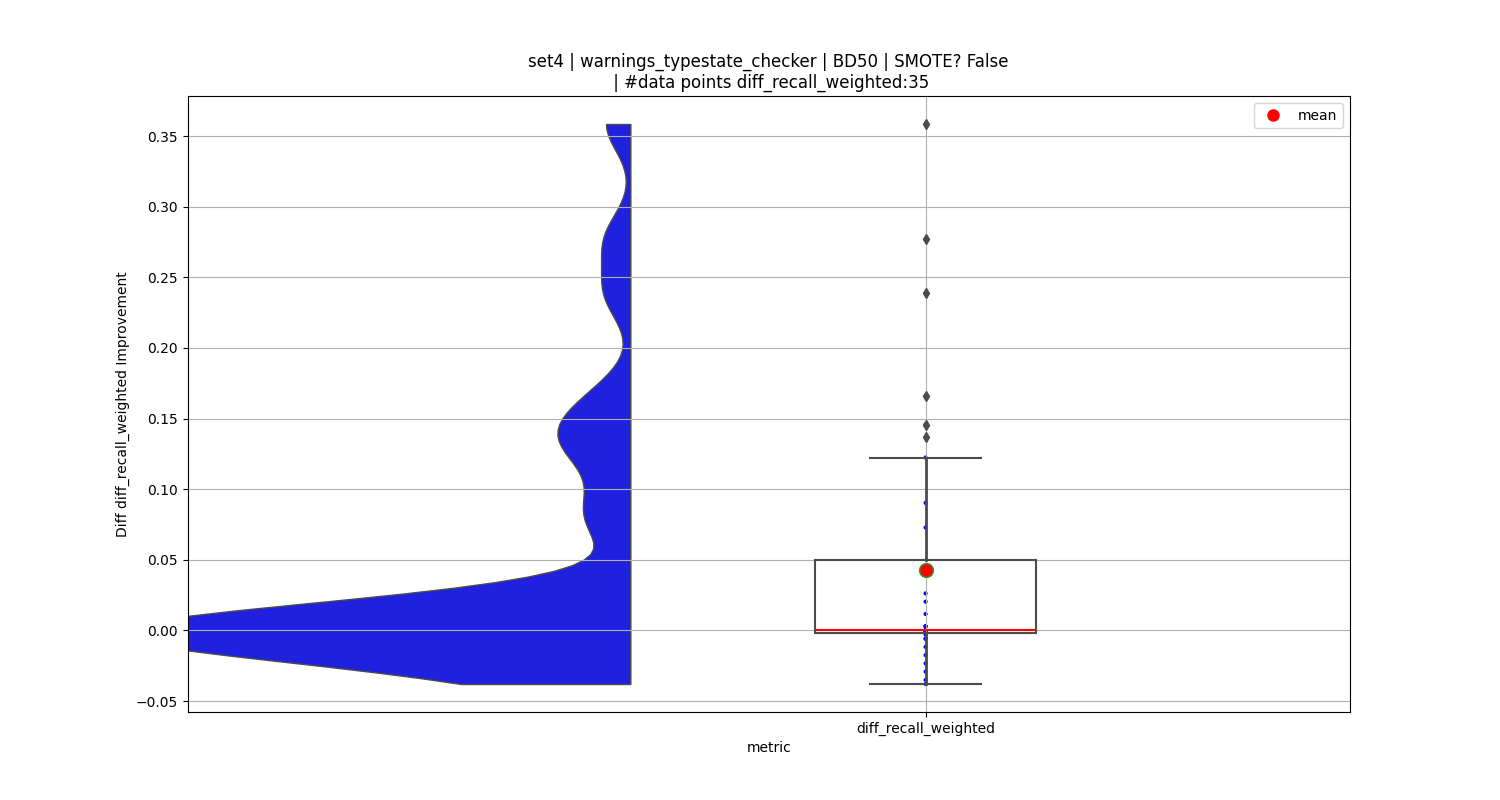 set4 | warnings_typestate_checker | BD50 | SMOTE? False
| #data points diff_recall_weighted:35
mean
0.35
0.30
0.25
0.20
0.15
0.10
0.05
0.00
−0.05
Diff diff_recall_weighted Improvement
diff_recall_weighted
metric